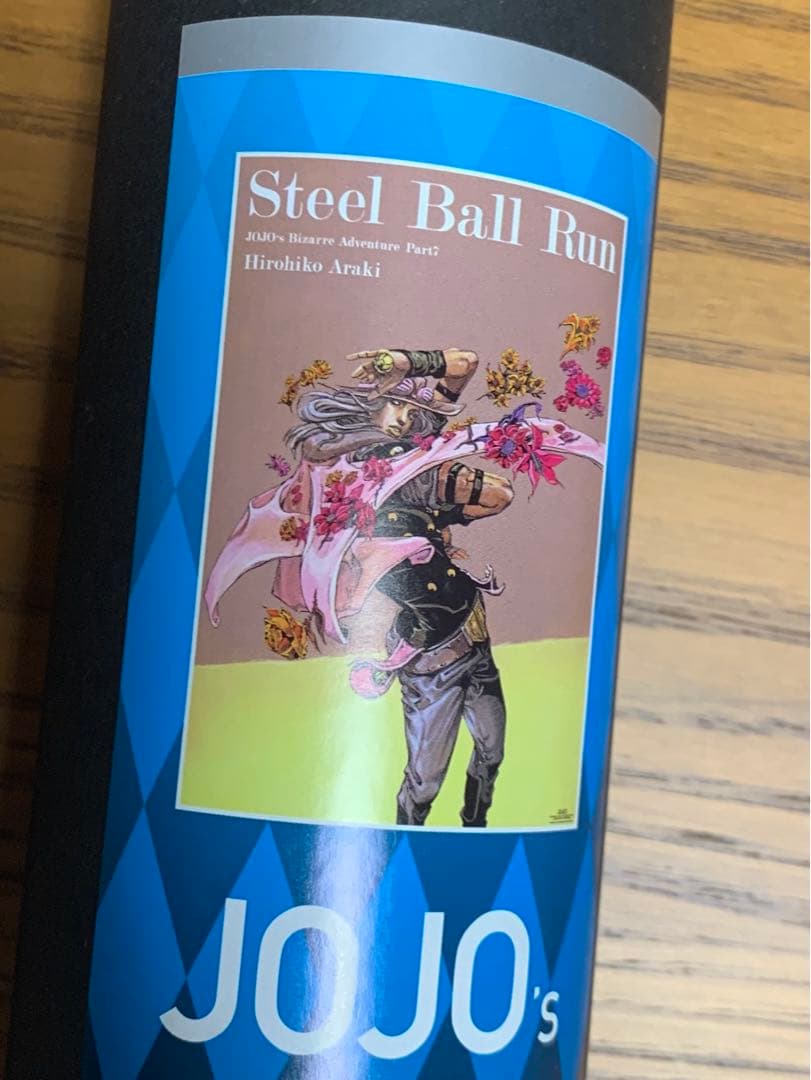 Steel Ball Run
JOJO's Bizarre Adventure Part7
Hirohiko Araki
JOJO's